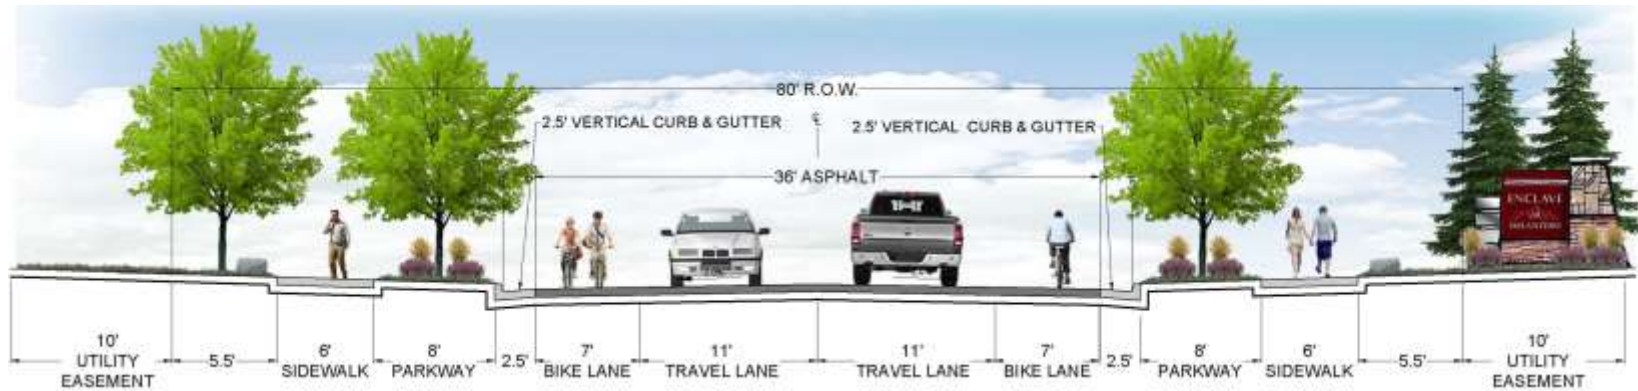 80' R.O.W.
2.5' VERTICAL CURB & GUTTER
℄
2.5' VERTICAL CURB & GUTTER
36' ASPHALT
ENCLAVE
10'
UTILITY
EASEMENT
5.5'
6'
SIDEWALK
8'
PARKWAY
2.5'
7'
BIKE LANE
11'
TRAVEL LANE
11'
TRAVEL LANE
7'
BIKE LANE
2.5'
8'
PARKWAY
6'
SIDEWALK
5.5'
10'
UTILITY
EASEMENT